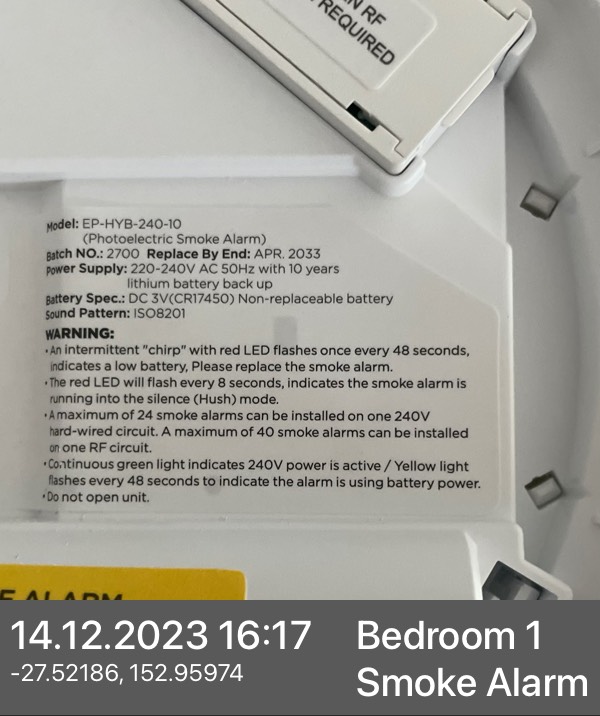 N RF
REQUIRED
Model: EP-HYB-240-10
(Photoelectric Smoke Alarm)
Batch NO.: 2700 Replace By End: APR. 2033
Power Supply: 220-240V AC 50Hz with 10 years
lithium battery back up
Battery Spec.: DC 3V(CR17450) Non-replaceable battery
Sound Pattern: ISO8201
WARNING:
•An intermittent "chirp" with red LED flashes once every 48 seconds,
indicates a low battery, Please replace the smoke alarm.
•The red LED will flash every 8 seconds, indicates the smoke alarm is
running into the silence (Hush) mode.
•A maximum of 24 smoke alarms can be installed on one 240V
hard-wired circuit. A maximum of 40 smoke alarms can be installed
on one RF circuit.
•Continuous green light indicates 240V power is active / Yellow light
flashes every 48 seconds to indicate the alarm is using battery power.
•Do not open unit.
E ALARM
14.12.2023 16:17
-27.52186, 152.95974
Bedroom 1
Smoke Alarm